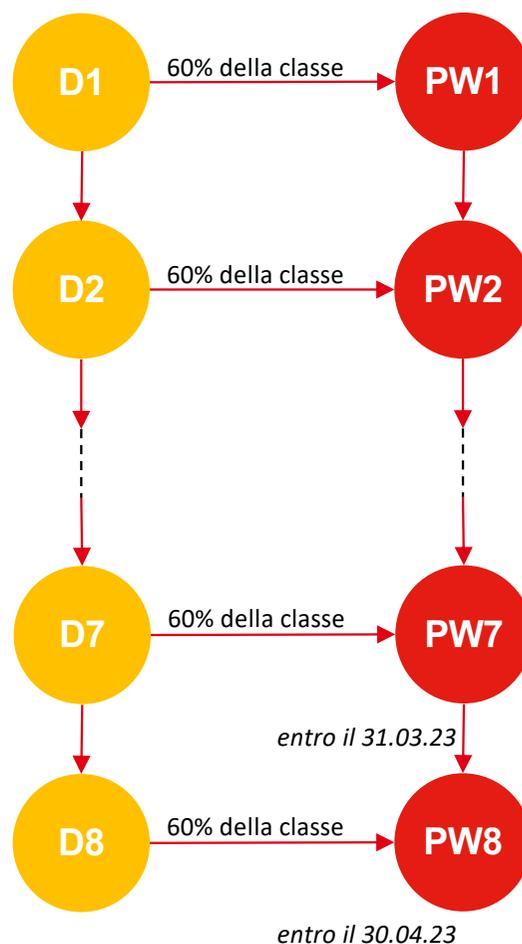 D1
60% della classe
PW1
D2
60% della classe
PW2
D7
60% della classe
PW7
entro il 31.03.23
D8
60% della classe
PW8
entro il 30.04.23